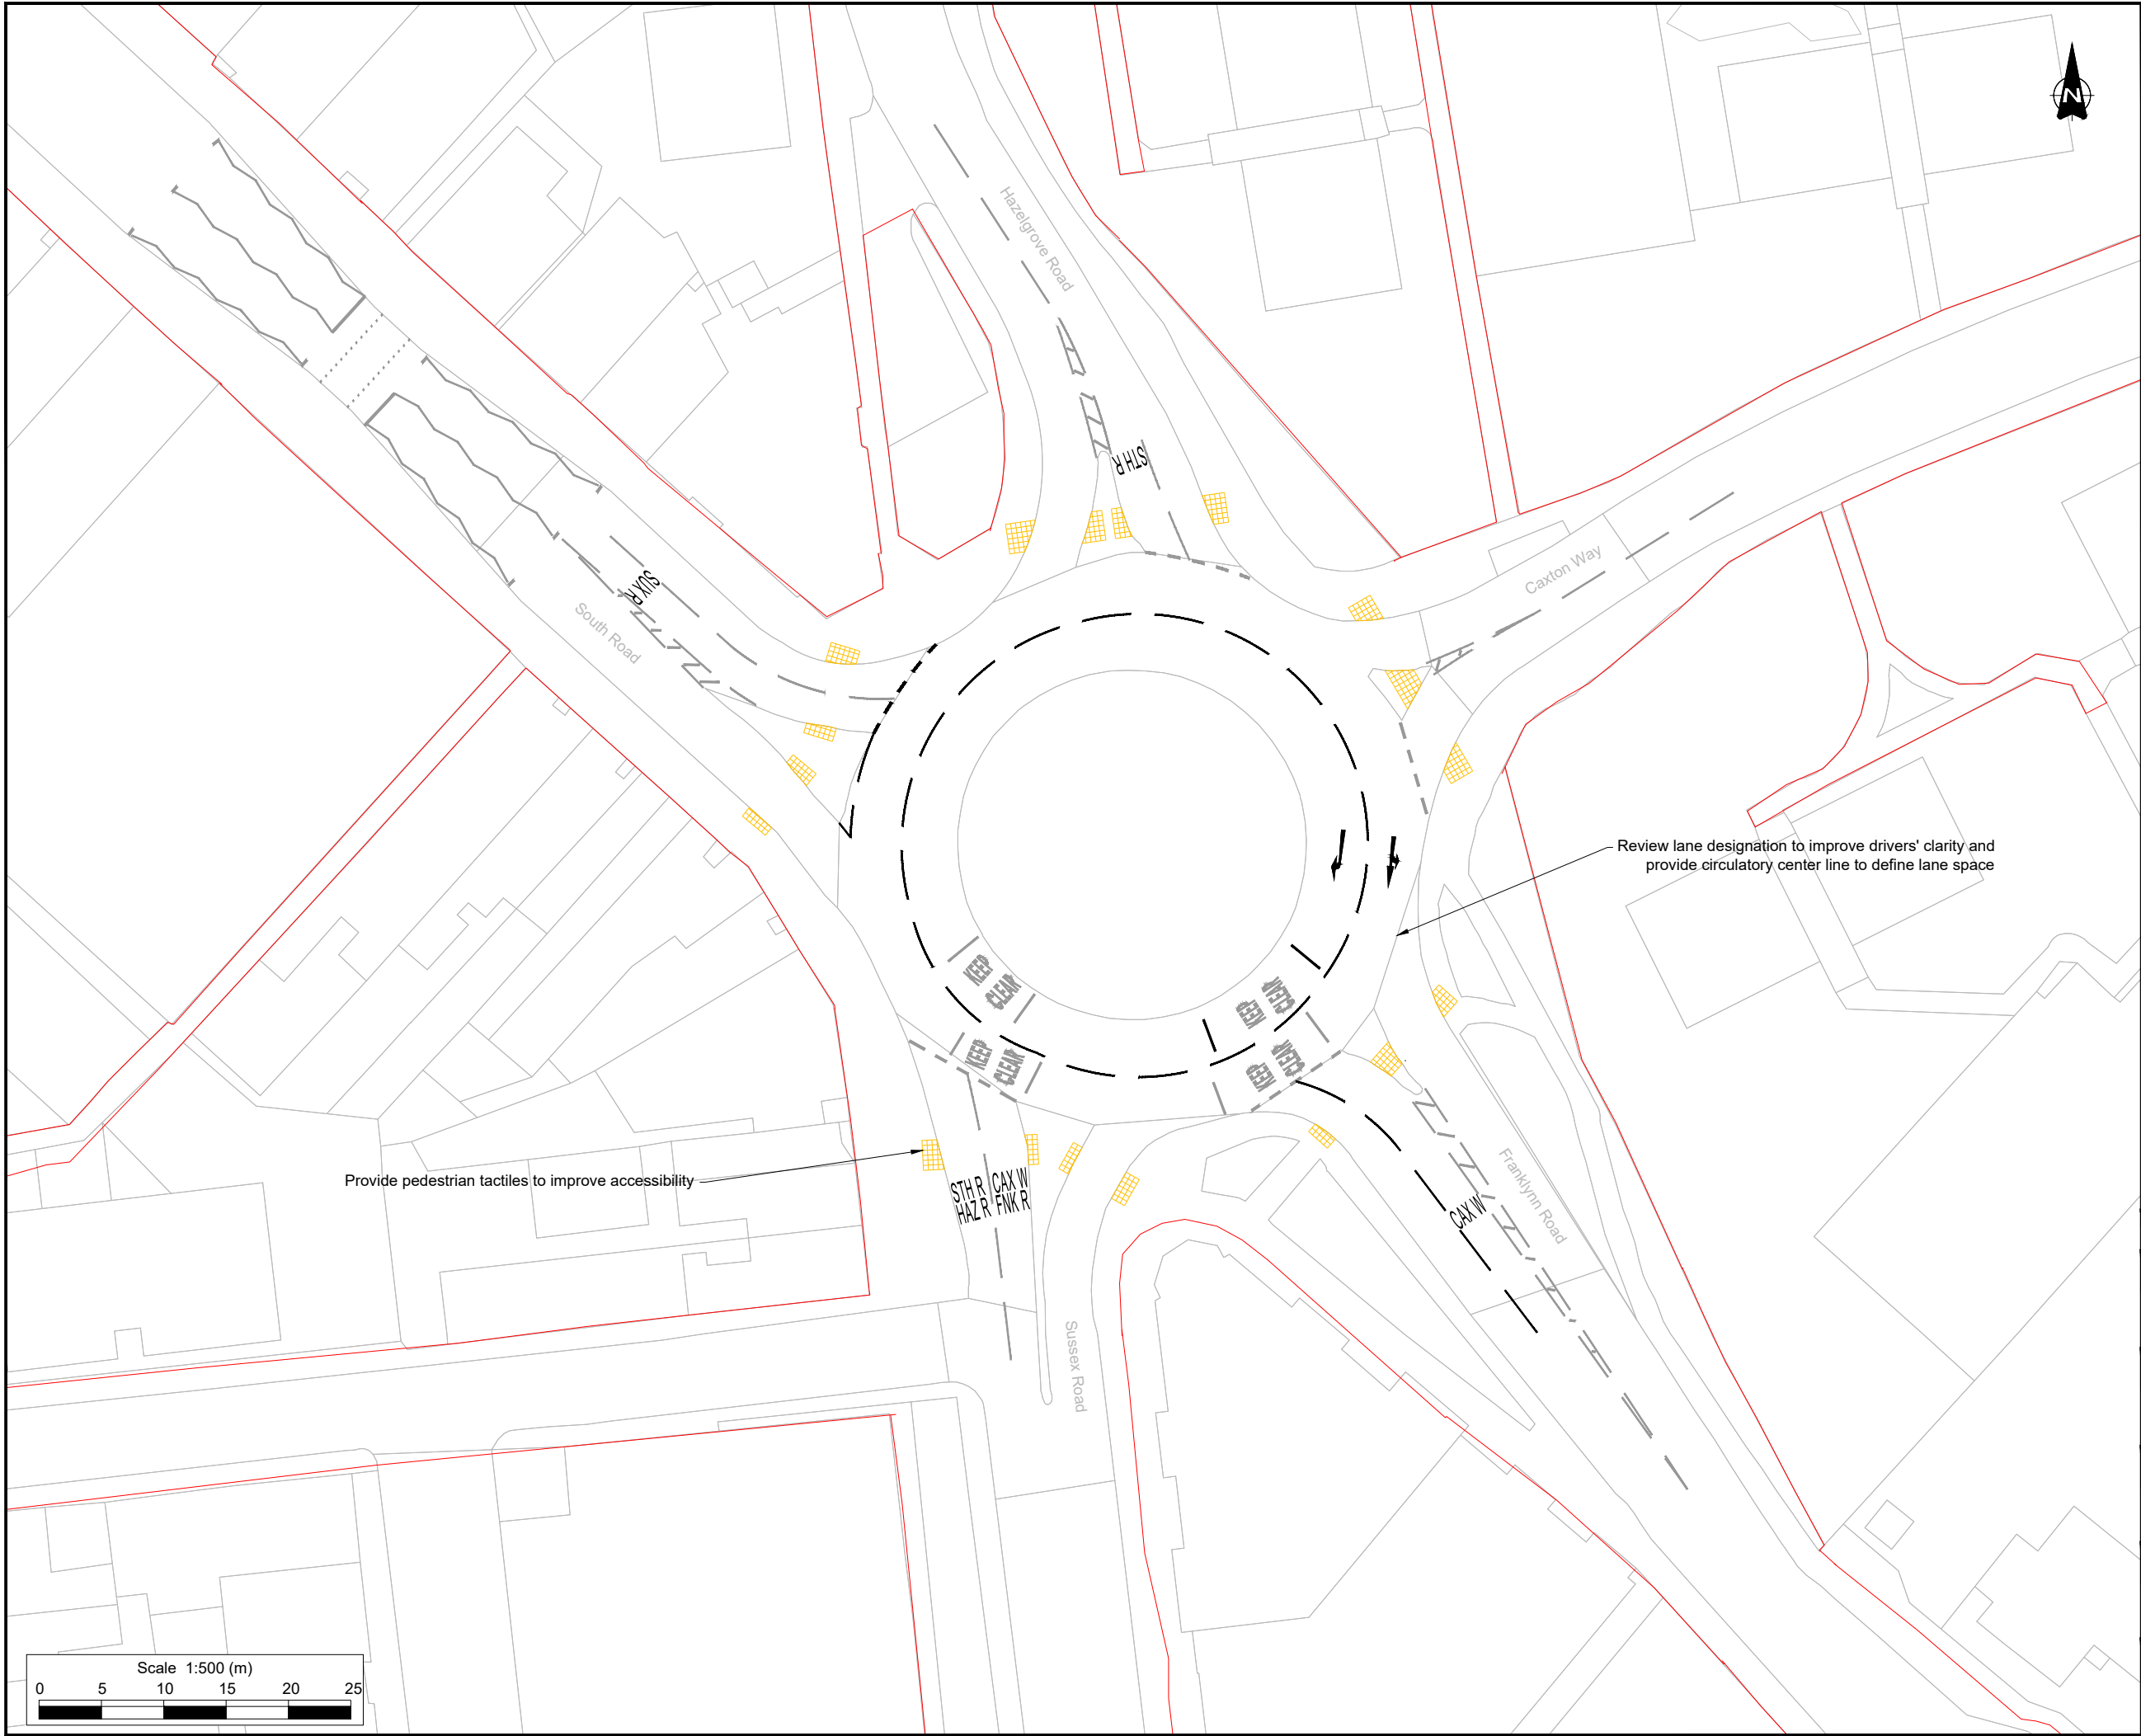 N
Hazelgrove Road
STH R
Caxton Way
SUX R
South Road
Review lane designation to improve drivers' clarity and
provide circulatory center line to define lane space
KEEP
CLEAR
KEEP
CLEAR
KEEP
CLEAR
KEEP
CLEAR
Provide pedestrian tactiles to improve accessibility
STH R
HAZ R
CAX W
FNK R
CAX W
Franklynn Road
Sussex Road
Scale 1:500 (m)
0 5 10 15 20 25